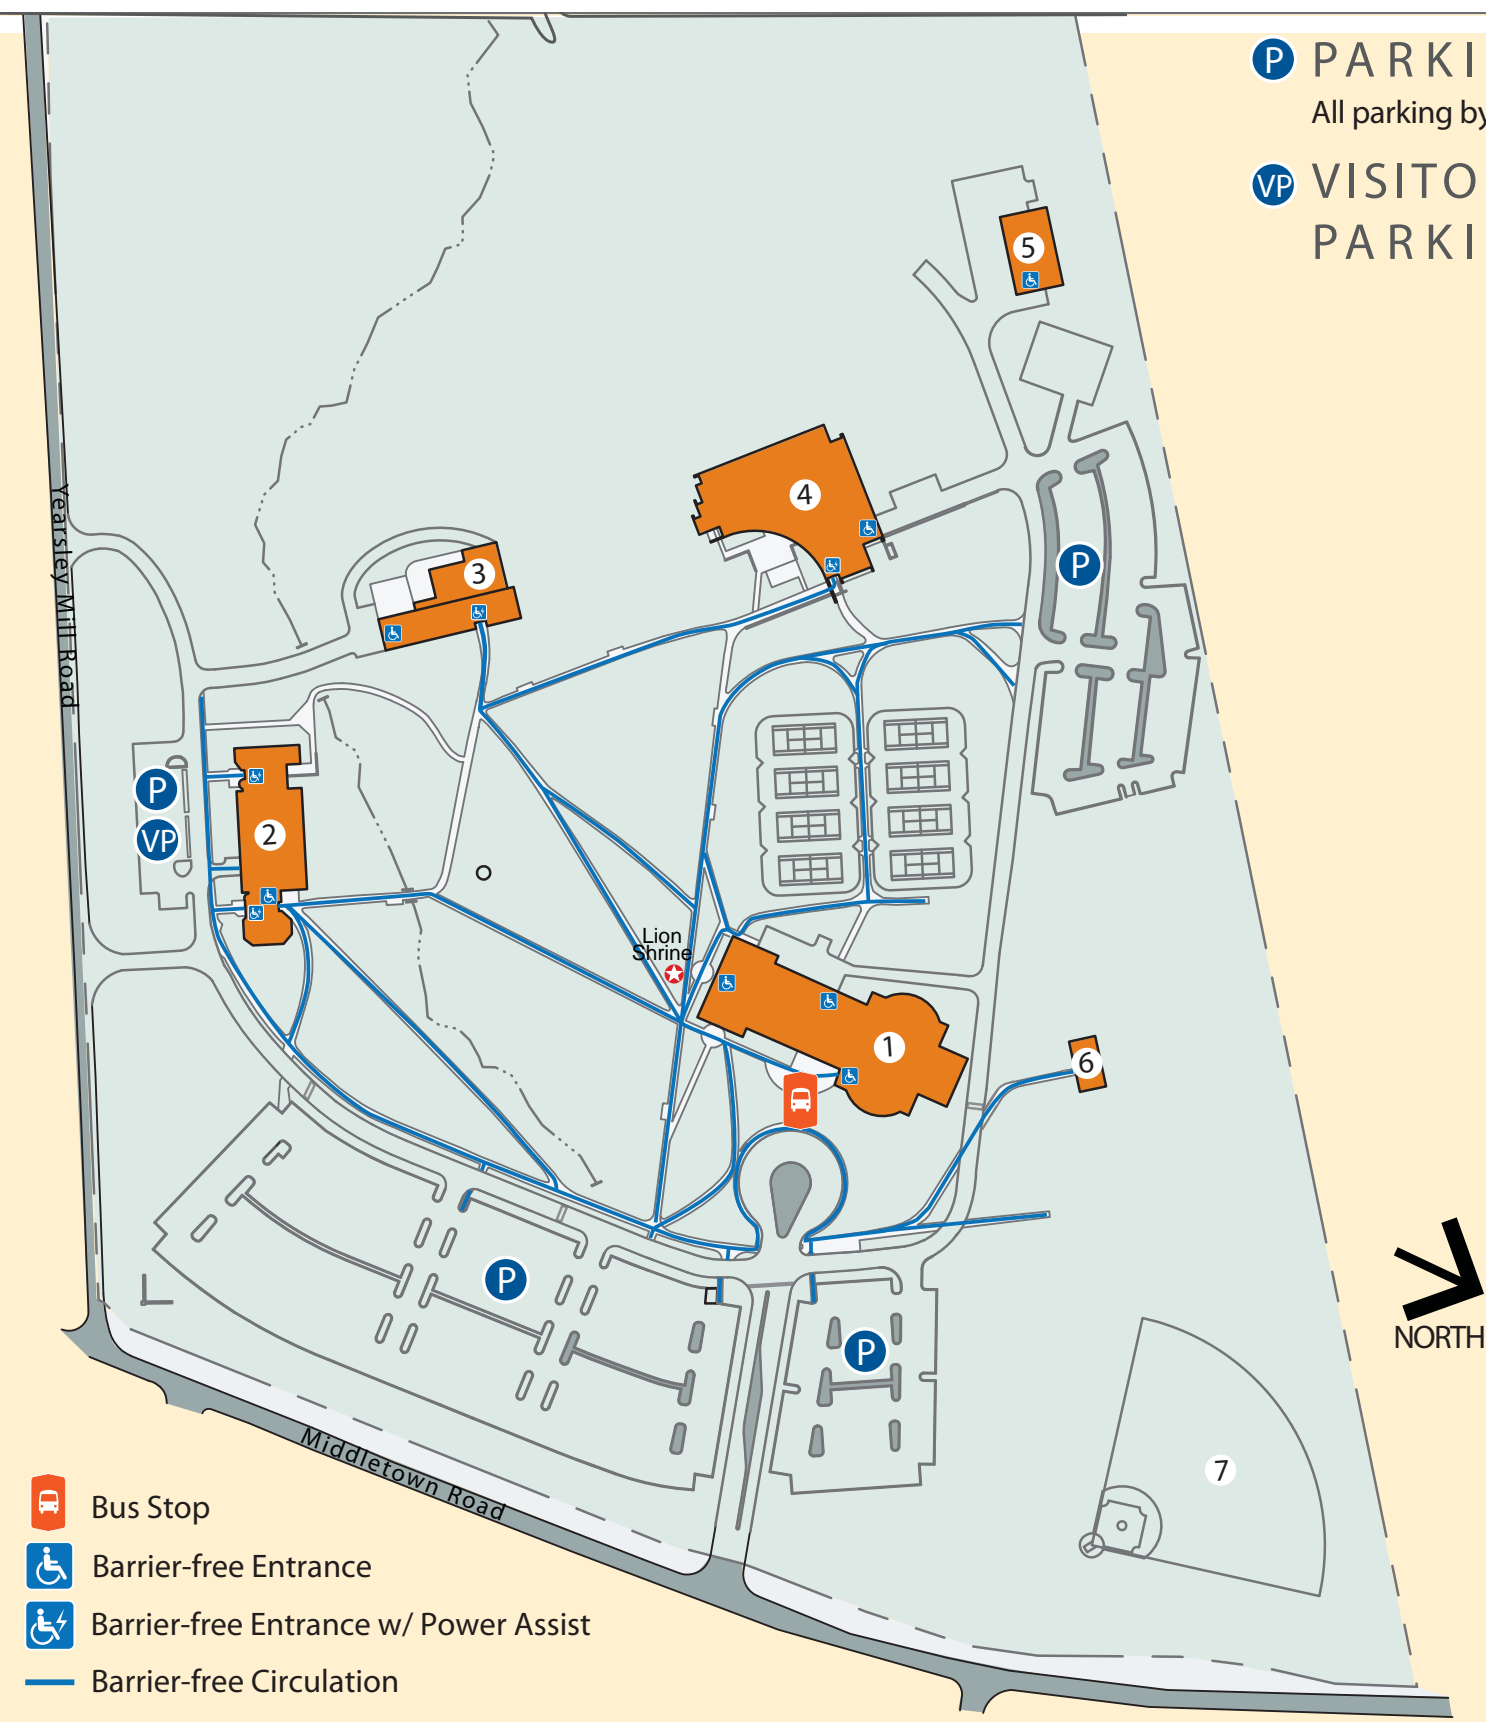 P PARKI
All parking by
VP VISITO
PARKI
5
4
P
3
Yearsley Mill Road
P
VP
2
Lion
Shrine
1
6
P
P
NORTH
7
Middletown Road
Bus Stop
Barrier-free Entrance
Barrier-free Entrance w/ Power Assist
Barrier-free Circulation